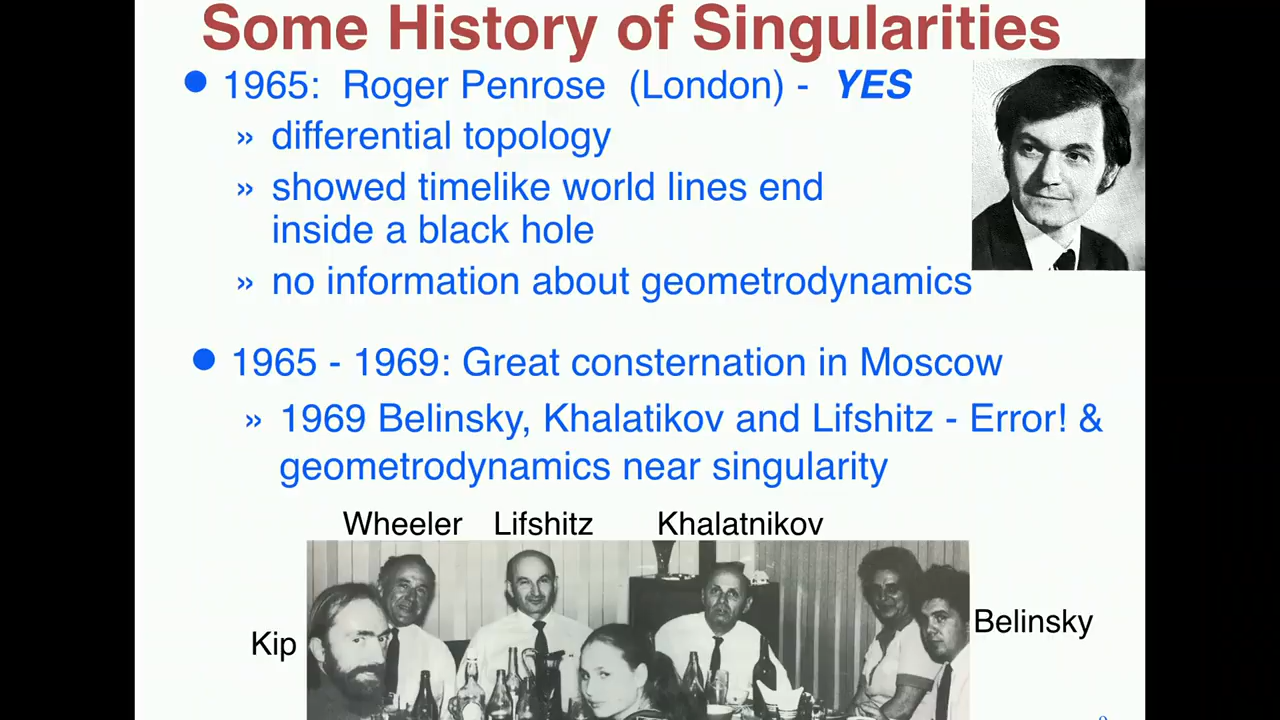 Some History of Singularities
● 1965: Roger Penrose (London) - YES
» differential topology
» showed timelike world lines end
inside a black hole
» no information about geometrodynamics
● 1965 - 1969: Great consternation in Moscow
» 1969 Belinsky, Khalatikov and Lifshitz - Error! &
geometrodynamics near singularity
Wheeler Lifshitz Khalatnikov
Kip
Belinsky